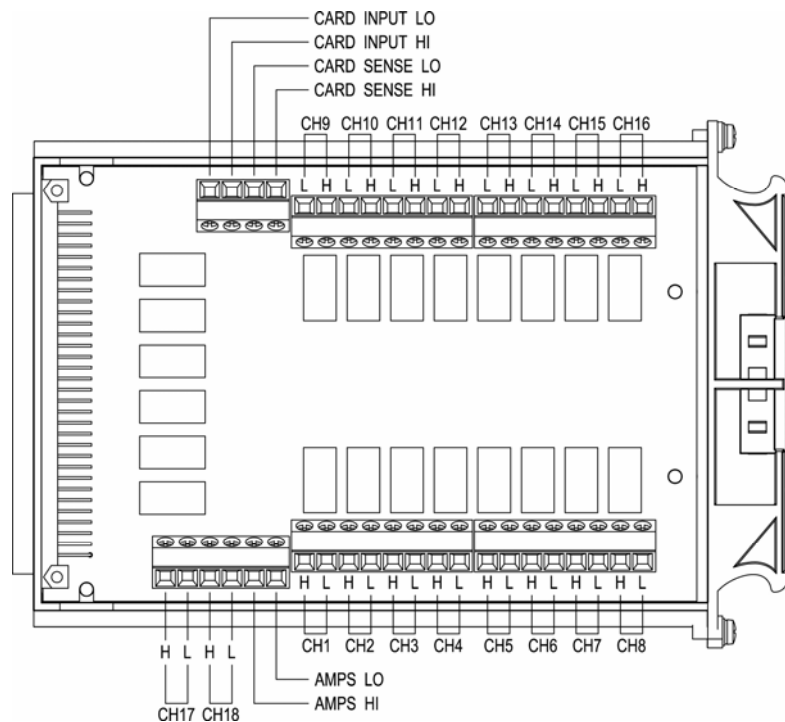 CARD INPUT LO
CARD INPUT HI
CARD SENSE LO
CARD SENSE HI
CH9 CH10 CH11 CH12 CH13 CH14 CH15 CH16
L H L H L H L H L H L H L H L H
H L H L H L H L H L H L H L H L
CH1 CH2 CH3 CH4 CH5 CH6 CH7 CH8
H L H L
AMPS LO
AMPS HI
CH17 CH18